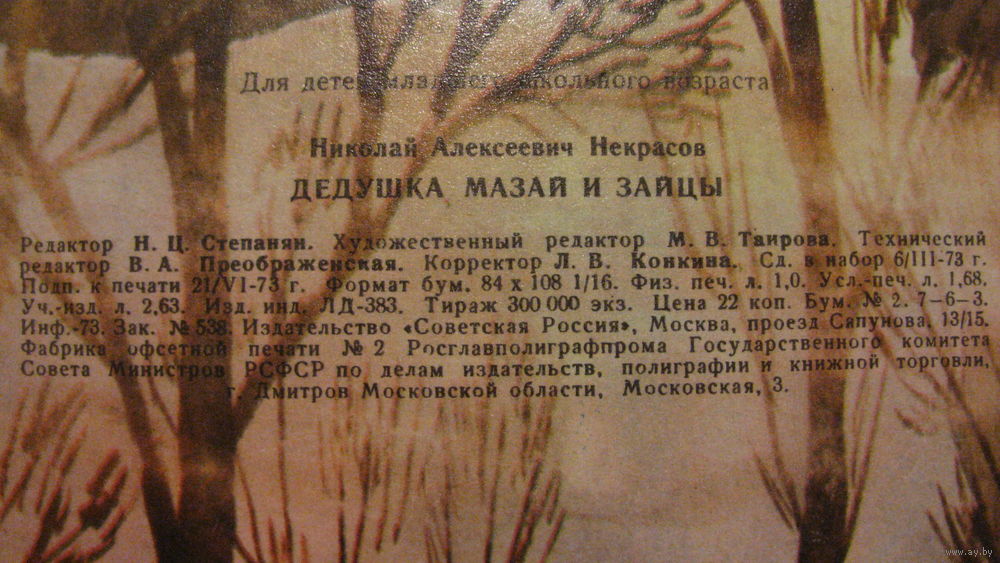 Для детей младшего школьного возраста
Николай Алексеевич Некрасов
ДЕДУШКА МАЗАЙ И ЗАЙЦЫ
Редактор Н. Ц. Степанян. Художественный редактор М. В. Таирова. Технический
редактор В. А. Преображенская. Корректор Л. В. Конкина. Сд. в набор 6/III-73 г.
Подп. к печати 21/VI-73 г. Формат бум. 84 х 108 1/16. Физ. печ. л. 1,0. Усл.-печ. л. 1,68.
Уч.-изд. л. 2,63. Изд. инд. ЛД-383. Тираж 300 000 экз. Цена 22 коп. Бум. № 2. 7-6-3.
Инф.-73. Зак. № 538. Издательство «Советская Россия», Москва, проезд Сапунова, 13/15.
Фабрика офсетной печати № 2 Росглавполиграфпрома Государственного комитета
Совета Министров РСФСР по делам издательств, полиграфии и книжной торговли,
г. Дмитров Московской области, Московская, 3.
www.ay.by